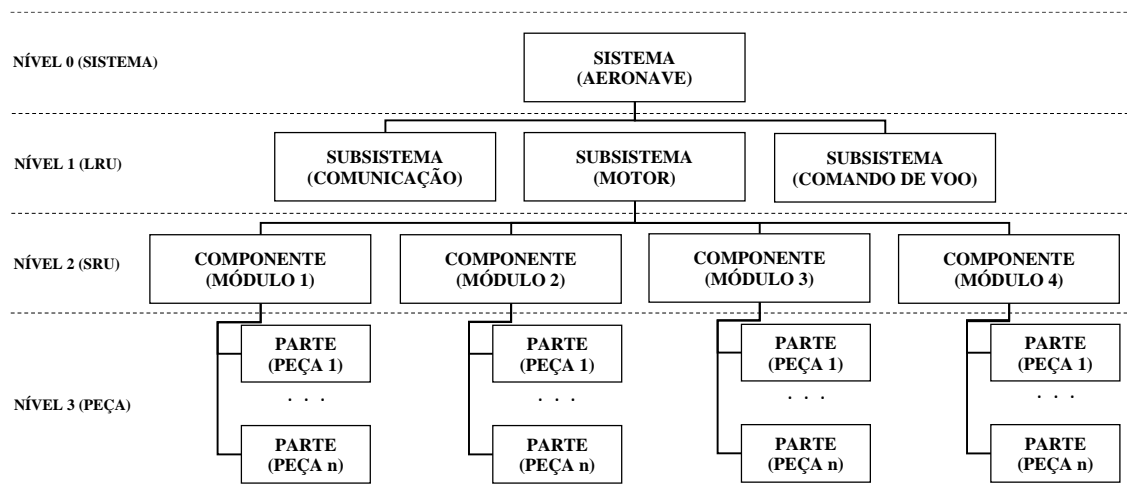 NÍVEL 0 (SISTEMA)
SISTEMA
(AERONAVE)
NÍVEL 1 (LRU)
SUBSISTEMA
(COMUNICAÇÃO)
SUBSISTEMA
(MOTOR)
SUBSISTEMA
(COMANDO DE VOO)
NÍVEL 2 (SRU)
COMPONENTE
(MÓDULO 1)
COMPONENTE
(MÓDULO 2)
COMPONENTE
(MÓDULO 3)
COMPONENTE
(MÓDULO 4)
NÍVEL 3 (PEÇA)
PARTE
(PEÇA 1)
. . .
PARTE
(PEÇA n)
PARTE
(PEÇA 1)
. . .
PARTE
(PEÇA n)
PARTE
(PEÇA 1)
. . .
PARTE
(PEÇA n)
PARTE
(PEÇA 1)
. . .
PARTE
(PEÇA n)